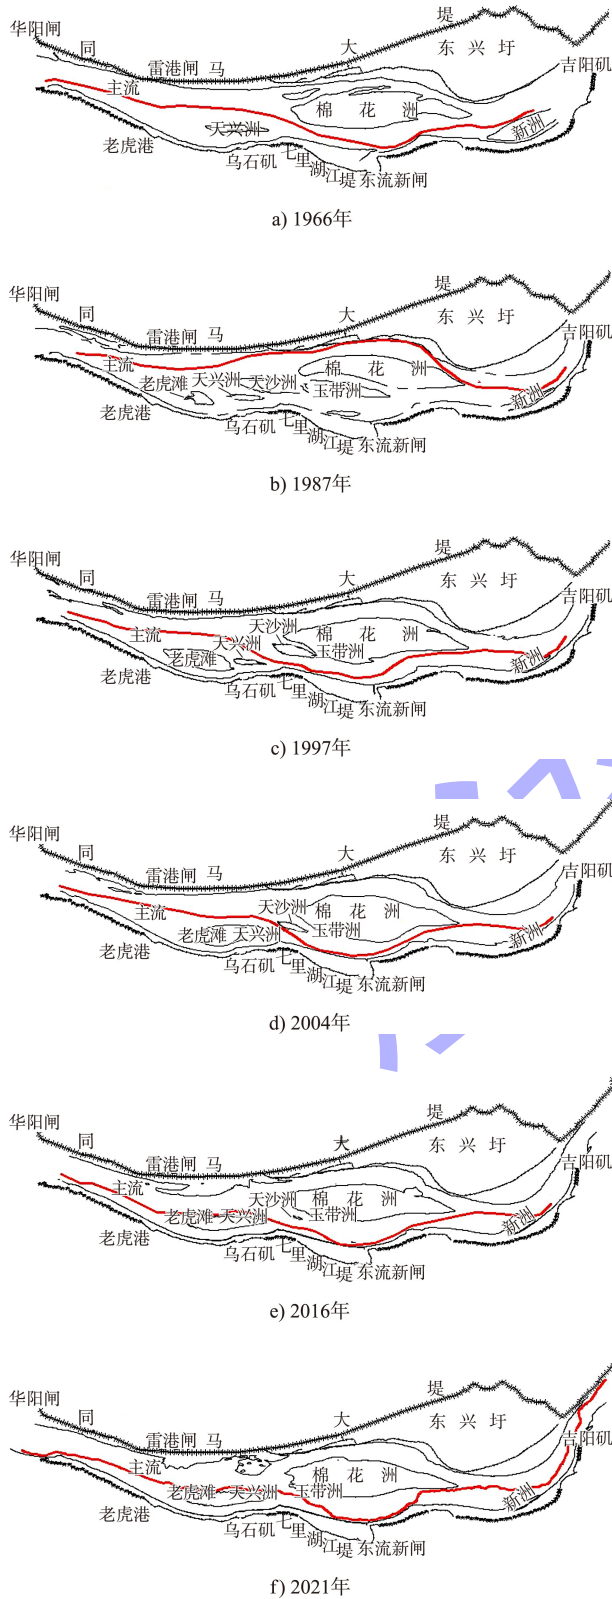 堤
华阳闸
同 大 东兴圩
雷港闸 马 吉阳矶
主流
棉花洲
天兴洲 新洲
老虎港
乌石矶 七里湖江堤 东流新闸
a) 1966年
堤
华阳闸
同 大 东兴圩
雷港闸 马 吉阳矶
主流 棉花洲
老虎滩 天兴洲 天沙洲 玉带洲 新洲
老虎港
乌石矶 七里湖江堤 东流新闸
b) 1987年
堤
华阳闸
同 大 东兴圩
雷港闸 马 吉阳矶
天沙洲
主流 天兴洲 棉花洲
老虎滩 玉带洲 新洲
老虎港
乌石矶 七里湖江堤 东流新闸
c) 1997年
堤
华阳闸
同 大 东兴圩
雷港闸 马 吉阳矶
主流 天沙洲 棉花洲
老虎滩 天兴洲 玉带洲 新洲
老虎港
乌石矶 七里湖江堤 东流新闸
d) 2004年
堤
华阳闸
同 大 东兴圩
雷港闸 马 吉阳矶
主流 天沙洲 棉花洲
老虎滩 天兴洲 玉带洲 新洲
老虎港
乌石矶 七里湖江堤 东流新闸
e) 2016年
堤
华阳闸
同 大 东兴圩
雷港闸 马 吉阳矶
主流 棉花洲
老虎滩 天兴洲 玉带洲 新洲
老虎港
乌石矶 七里湖江堤 东流新闸
f) 2021年